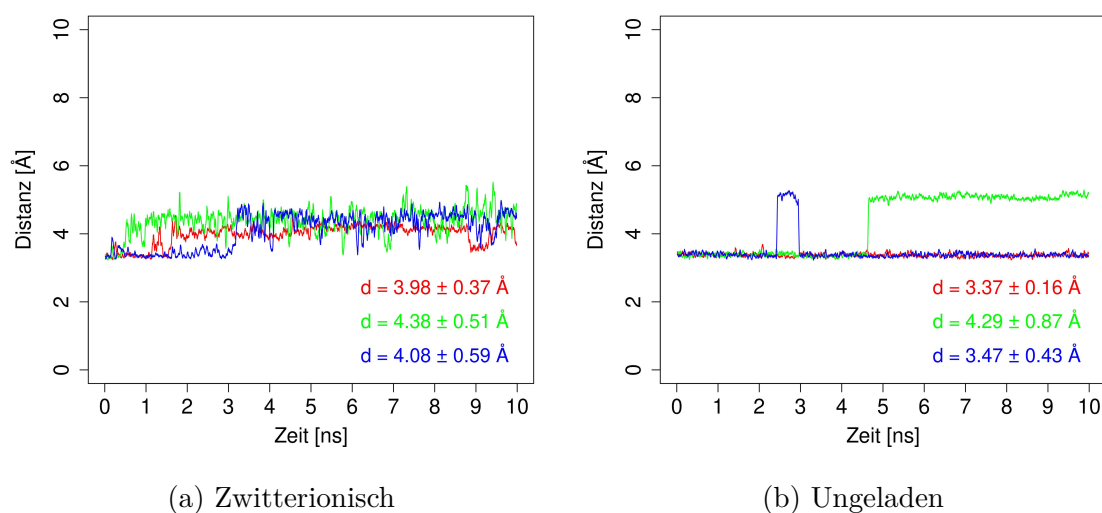 10
8
6
4
2
0
Distanz [Å]
d = 3.98 ± 0.37 Å
d = 4.38 ± 0.51 Å
d = 4.08 ± 0.59 Å
0 1 2 3 4 5 6 7 8 9 10
Zeit [ns]
(a) Zwitterionisch
10
8
6
4
2
0
Distanz [Å]
d = 3.37 ± 0.16 Å
d = 4.29 ± 0.87 Å
d = 3.47 ± 0.43 Å
0 1 2 3 4 5 6 7 8 9 10
Zeit [ns]
(b) Ungeladen